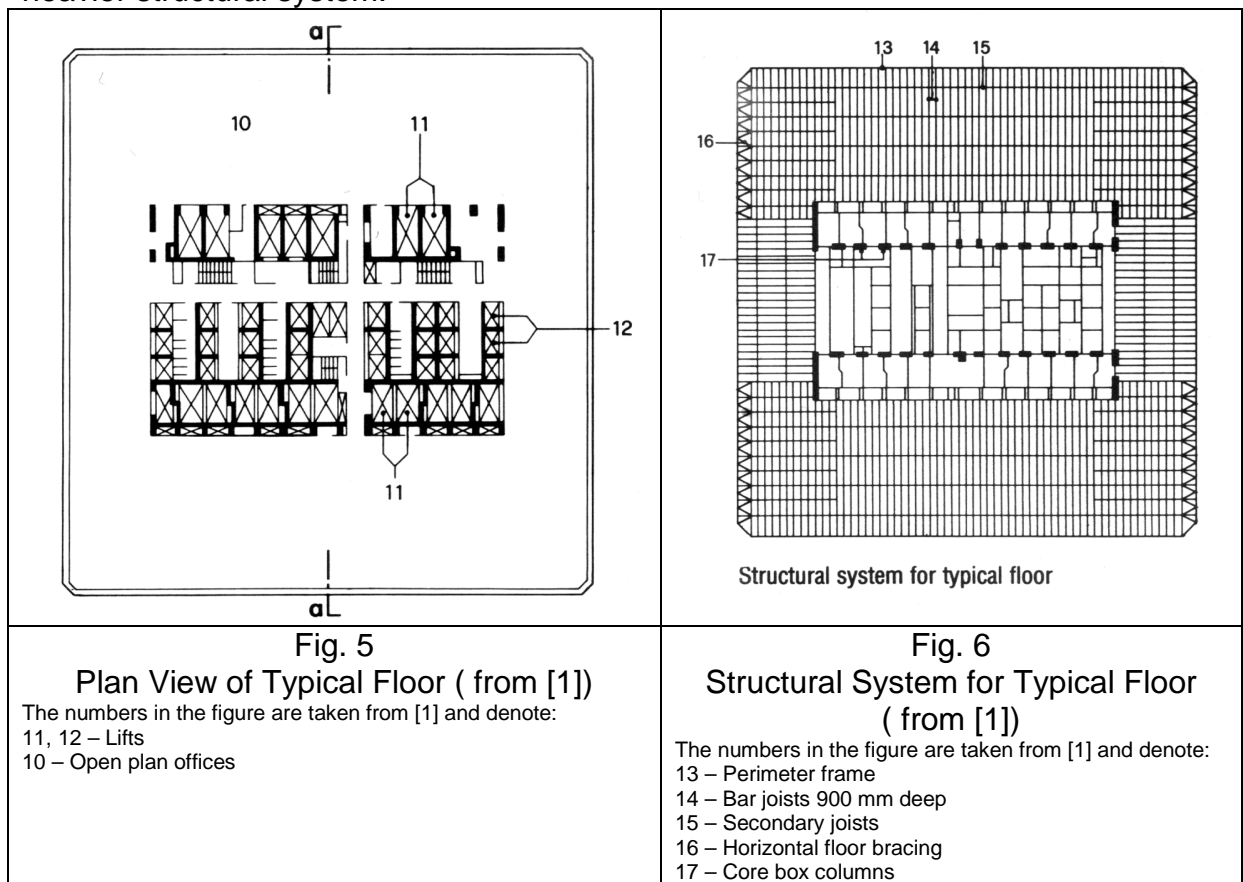 heavier structural system.
a
10
11
12
11
a
13
14
15
16
17
Structural system for typical floor
Fig. 5
Plan View of Typical Floor ( from [1])
The numbers in the figure are taken from [1] and denote:
11, 12 – Lifts
10 – Open plan offices
Fig. 6
Structural System for Typical Floor
( from [1])
The numbers in the figure are taken from [1] and denote:
13 – Perimeter frame
14 – Bar joists 900 mm deep
15 – Secondary joists
16 – Horizontal floor bracing
17 – Core box columns